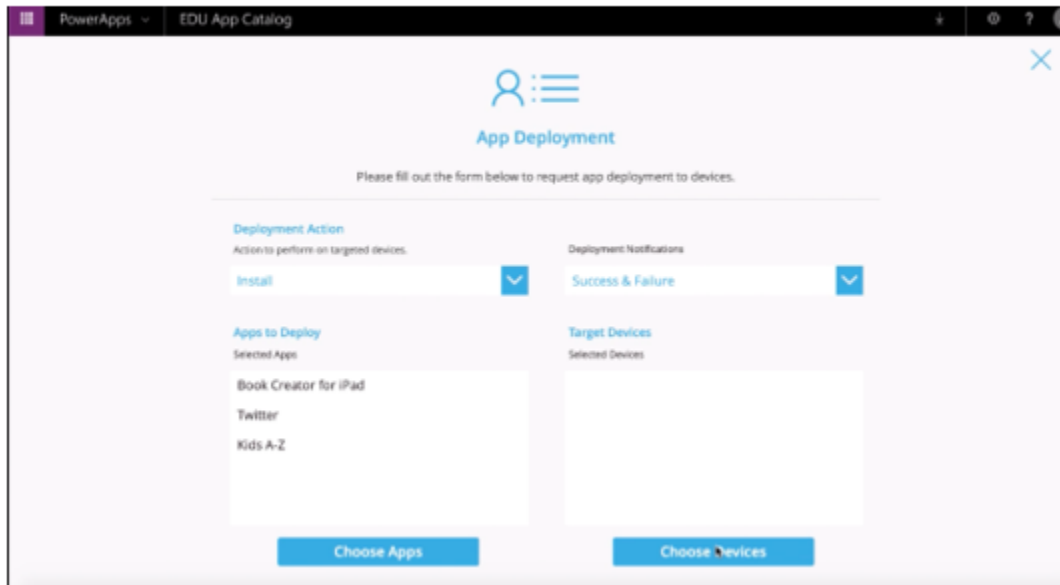 PowerApps
EDU App Catalog
?
App Deployment
Please fill out the form below to request app deployment to devices.
Deployment Action
Action to perform on targeted devices.
Deployment Notifications
Install
Success & Failure
Apps to Deploy
Selected Apps
Target Devices
Selected Devices
Book Creator for iPad
Twitter
Kids A-Z
Choose Apps
Choose Devices